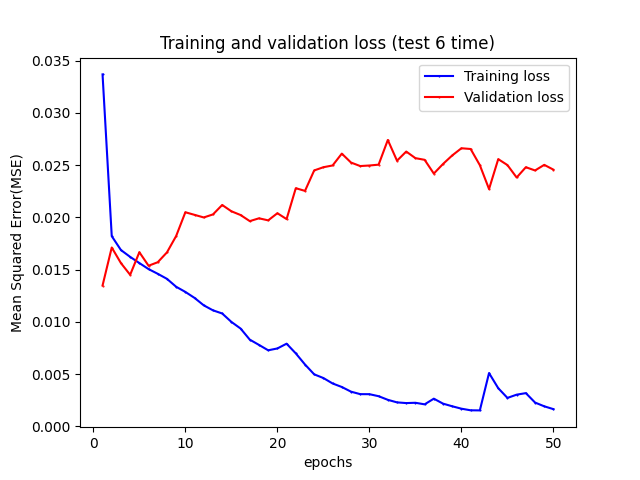 Training and validation loss (test 6 time)
Training loss
Validation loss
Mean Squared Error(MSE)
0.035
0.030
0.025
0.020
0.015
0.010
0.005
0.000
0 10 20 30 40 50
epochs